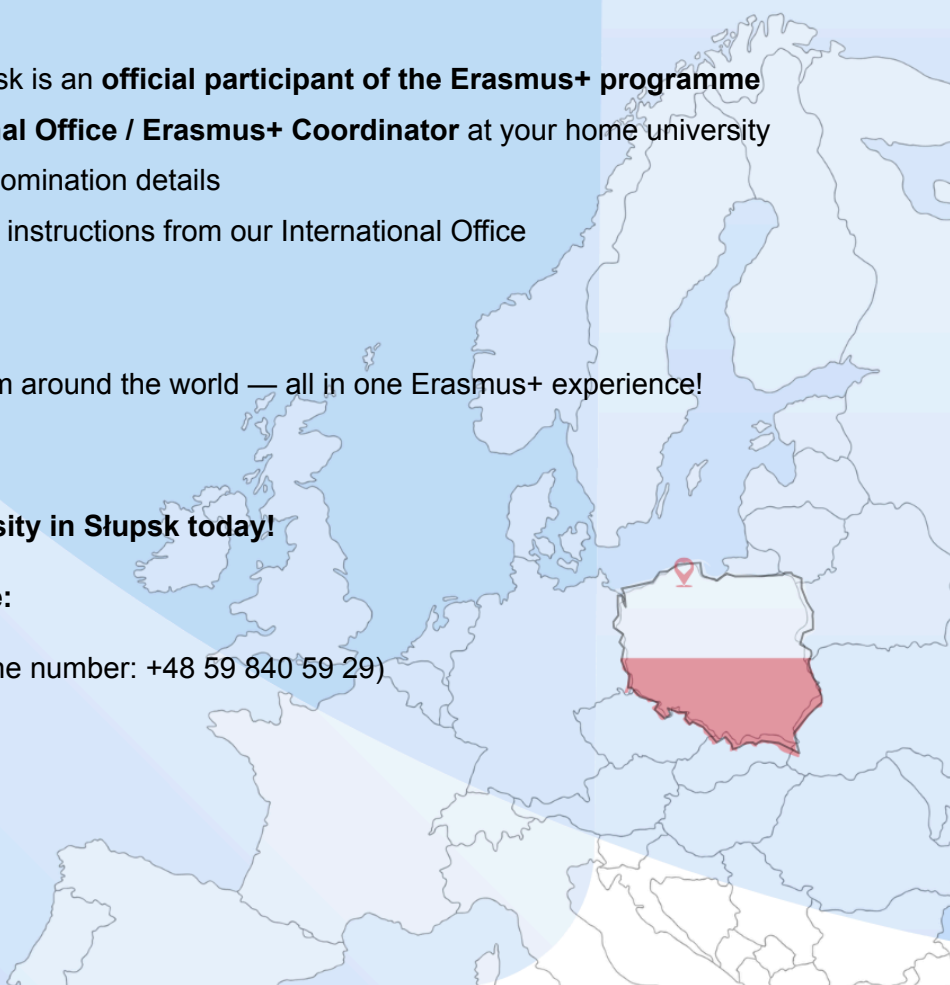 sk is an official participant of the Erasmus+ programme
nal Office / Erasmus+ Coordinator at your home university
omination details
instructions from our International Office
m around the world — all in one Erasmus+ experience!
sity in Słupsk today!
e:
ne number: +48 59 840 59 29)